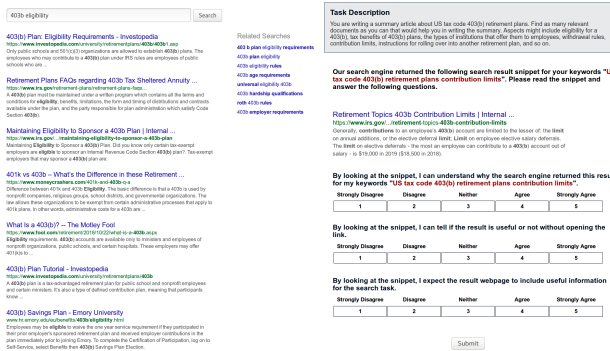 403b eligibility
Search
403(b) Plan: Eligibility Requirements - Investopedia
https://www.investopedia.com/university/retirementplans/403b/403b1.asp
Only public schools and 501(c)(3) organizations are allowed to establish 403(b) plans. The
employees who may contribute to a 403(b) plan under IRS rules are employees of public
schools who are ...
Retirement Plans FAQs regarding 403b Tax Sheltered Annuity ...
https://www.irs.gov/retirement-plans/retirement-plans-faqs...
A 403(b) plan must be maintained under a written program which contains all the terms and
conditions for eligibility, benefits, limitations, the form and timing of distributions and contracts
available under the plan, and the party responsible for plan administration which satisfy Code
Section 403(b).
Maintaining Eligibility to Sponsor a 403(b) Plan | Internal ...
https://www.irs.gov/...maintaining-eligibility-to-sponsor-a-403b-plan
Maintaining Eligibility to Sponsor a 403(b) Plan. Did you know only certain tax-exempt
employers are eligible to sponsor an Internal Revenue Code Section 403(b) plan?. Tax-exempt
employers that may sponsor a 403(b) plan are:
401k vs 403b – What's the Difference in these Retirement ...
https://www.moneycrashers.com/401k-and-403b-q-a
Difference between 401k and 403b Eligibility. The basic difference is that a 403b is used by
nonprofit companies, religious groups, school districts, and governmental organizations. The
law allows these organizations to be exempt from certain administrative processes that apply to
401k plans. In other words, administrative costs for a 403b are ...
What Is a 403(b)? -- The Motley Fool
https://www.fool.com/retirement/2018/10/22/what-is-a-403b.aspx
Eligibility requirements. 403(b) accounts are available only to ministers and employees of
nonprofit organizations, public schools, and certain hospitals. These employees may offer
401(k)s to ...
403(b) Plan Tutorial - Investopedia
https://www.investopedia.com/university/retirementplans/403b
A 403(b) plan is a tax-advantaged retirement plan for public school and nonprofit employees
and certain ministers. It's also a type of defined contribution plan, meaning that participants
know ...
403(b) Savings Plan - Emory University
www.hr.emory.edu/eu/benefits/403b/eligibility.html
Employees may be eligible to waive the one year service requirement if they participated in
their prior employer's sponsored retirement plan and received employer contributions in the
plan immediately prior to joining Emory. To complete the Certification of Participation, log on to
Self-Service, select Benefits then 403(b) Savings Plan Election.
Related Searches
403 b plan eligibility requirements
403b plan eligibility
403b eligibility rules
403b age requirements
universal eligibility 403b
403b hardship qualifications
roth 403b rules
403b employer requirements
Task Description
You are writing a summary article about US tax code 403(b) retirement plans. Find as many relevant
documents as you can that would help you in writing the summary. Aspects might include eligibility for a
403(b), tax benefits of 403(b) plans, the types of institutions that offer them to employees, withdrawal rules,
contribution limits, instructions for rolling over into another retirement plan, and so on.
Our search engine returned the following search result snippet for your keywords "U
tax code 403(b) retirement plans contribution limits". Please read the snippet and
answer the following questions.
Retirement Topics 403b Contribution Limits | Internal ...
https://www.irs.gov/.../retirement-topics-403b-contribution-limits
Generally, contributions to an employee's 403(b) account are limited to the lesser of: the limit
on annual additions, or the elective deferral limit. Limit on employee elective salary deferrals.
The limit on elective deferrals - the most an employee can contribute to a 403(b) account out of
salary - is $19,000 in 2019 ($18,500 in 2018).
By looking at the snippet, I can understand why the search engine returned this resu
for my keywords "US tax code 403(b) retirement plans contribution limits".
Strongly Disagree Disagree Neither Agree Strongly Agree
1 2 3 4 5
By looking at the snippet, I can tell if the result is useful or not without opening the
link.
Strongly Disagree Disagree Neither Agree Strongly Agree
1 2 3 4 5
By looking at the snippet, I expect the result webpage to include useful information
for the search task.
Strongly Disagree Disagree Neither Agree Strongly Agree
1 2 3 4 5
Submit